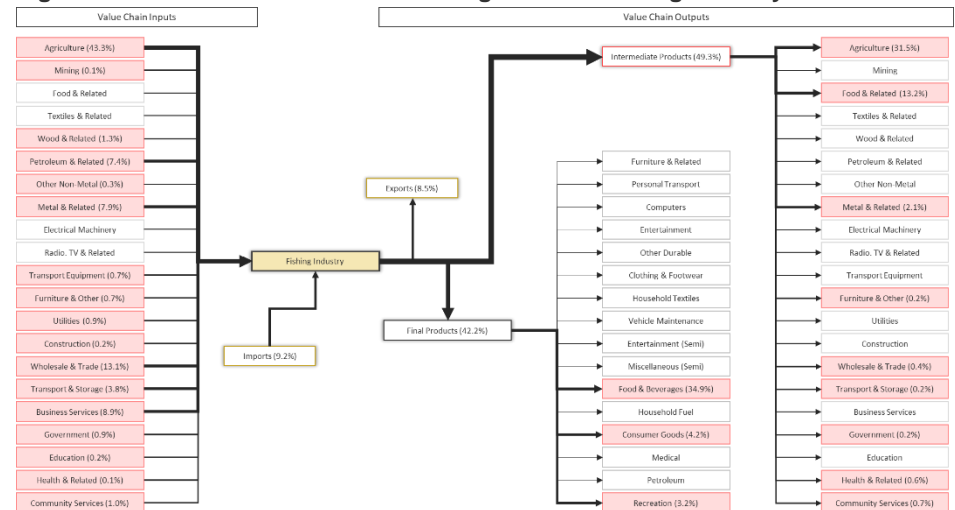 Value Chain Inputs
Value Chain Outputs
Agriculture (43.3%)
Mining (0.1%)
Food & Related
Textiles & Related
Wood & Related (1.3%)
Petroleum & Related (7.4%)
Other Non-Metal (0.3%)
Metal & Related (7.9%)
Electrical Machinery
Radio. TV & Related
Transport Equipment (0.7%)
Furniture & Other (0.7%)
Utilities (0.9%)
Construction (0.2%)
Wholesale & Trade (13.1%)
Transport & Storage (3.8%)
Business Services (8.9%)
Government (0.9%)
Education (0.2%)
Health & Related (0.1%)
Community Services (1.0%)
Fishing Industry
Imports (9.2%)
Exports (8.5%)
Final Products (42.2%)
Intermediate Products (49.3%)
Furniture & Related
Personal Transport
Computers
Entertainment
Other Durable
Clothing & Footwear
Household Textiles
Vehicle Maintenance
Entertainment (Semi)
Miscellaneous (Semi)
Food & Beverages (34.9%)
Household Fuel
Consumer Goods (4.2%)
Medical
Petroleum
Recreation (3.2%)
Agriculture (31.5%)
Mining
Food & Related (13.2%)
Textiles & Related
Wood & Related
Petroleum & Related
Other Non-Metal
Metal & Related (2.1%)
Electrical Machinery
Radio. TV & Related
Transport Equipment
Furniture & Other (0.2%)
Utilities
Construction
Wholesale & Trade (0.4%)
Transport & Storage (0.2%)
Business Services
Government (0.2%)
Education
Health & Related (0.6%)
Community Services (0.7%)